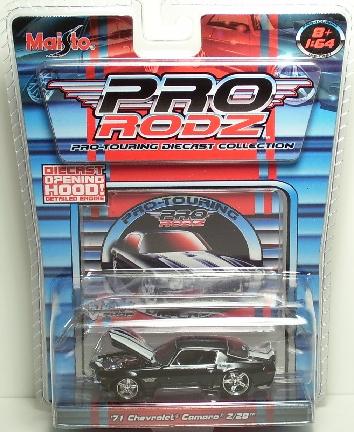 Maisto
8+
1:64
PRO
RODZ™
PRO-TOURING DIECAST COLLECTION
DIECAST
OPENING
HOOD!
DETAILED ENGINE
PRO-TOURING
PRO
RODZ
'71 Chevrolet® Camaro® Z/28™